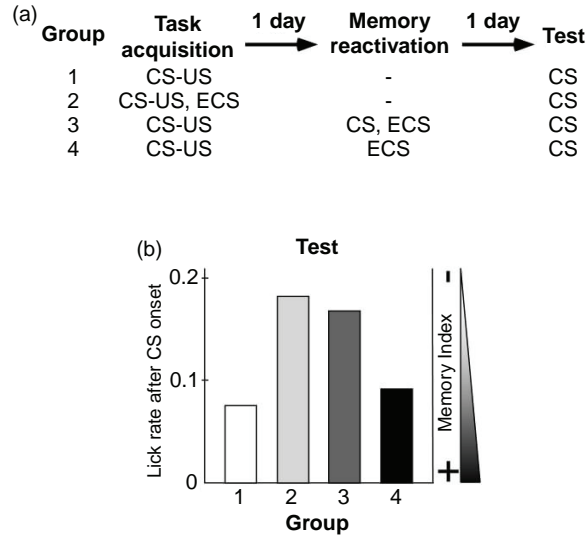 (a)
Group Task acquisition 1 day Memory reactivation 1 day Test
1 CS-US - CS
2 CS-US, ECS - CS
3 CS-US CS, ECS CS
4 CS-US ECS CS
(b)
Test
Lick rate after CS onset
0.2
0.1
0
1 2 3 4
Group
-
Memory Index
+